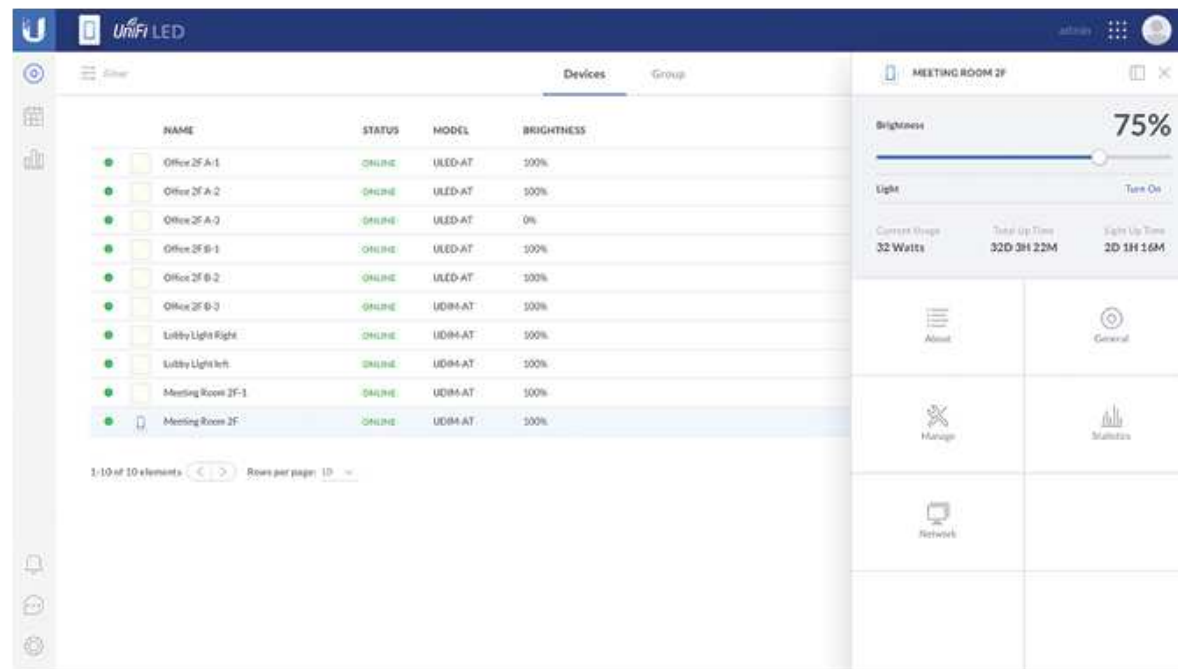 U UniFi LED admin
Filter Devices Group MEETING ROOM 2F
NAME STATUS MODEL BRIGHTNESS
Office 2F A-1 ONLINE ULED-AT 100%
Office 2F A-2 ONLINE ULED-AT 100%
Office 2F A-3 ONLINE ULED-AT 0%
Office 2F B-1 ONLINE ULED-AT 100%
Office 2F B-2 ONLINE ULED-AT 100%
Office 2F B-3 ONLINE UDIM-AT 100%
Lobby Light Right ONLINE UDIM-AT 100%
Lobby Light left ONLINE UDIM-AT 100%
Meeting Room 2F-1 ONLINE UDIM-AT 100%
Meeting Room 2F ONLINE UDIM-AT 100%
1-10 of 10 elements < > Rows per page: 10
Brightness 75%
Light Turn On
Current Usage Total Up Time Light Up Time
32 Watts 32D 3H 22M 2D 1H 16M
About General
Manage Statistics
Network